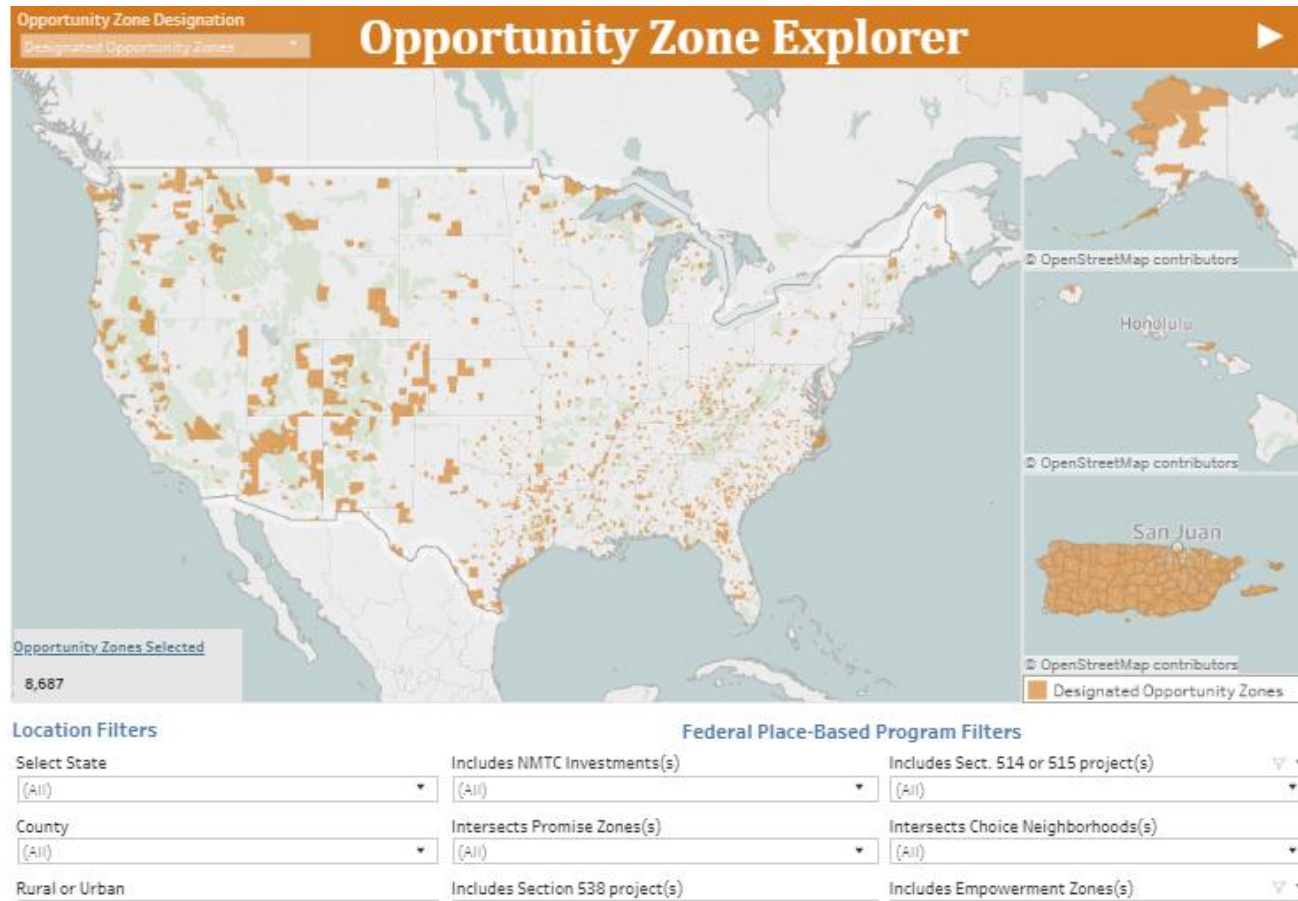 Opportunity Zone Designation
Designated Opportunity Zones
Opportunity Zone Explorer
© OpenStreetMap contributors
Honolulu
© OpenStreetMap contributors
San Juan
© OpenStreetMap contributors
Designated Opportunity Zones
Opportunity Zones Selected
8,687
Location Filters
Federal Place-Based Program Filters
Select State
Includes NMTC Investments(s)
Includes Sect. 514 or 515 project(s)
(All)
(All)
(All)
County
Intersects Promise Zones(s)
Intersects Choice Neighborhoods(s)
(All)
(All)
(All)
Rural or Urban
Includes Section 538 project(s)
Includes Empowerment Zones(s)